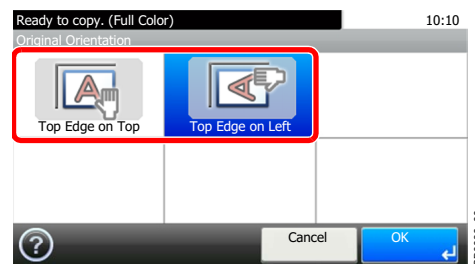 Ready to copy. (Full Color) 10:10
Original Orientation
Top Edge on Top Top Edge on Left
Cancel OK